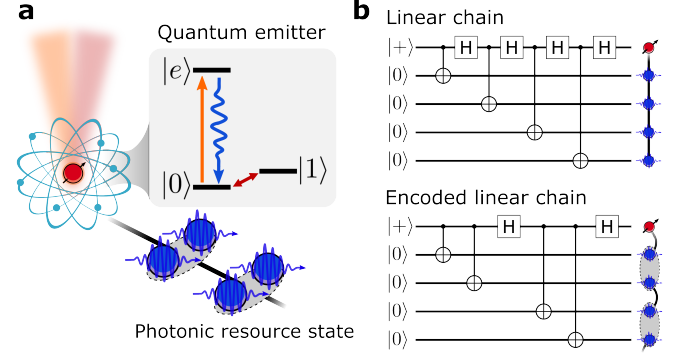 a
Quantum emitter
|e⟩
|0⟩
|1⟩
Photonic resource state
b
Linear chain
|+⟩ H H H H
|0⟩
|0⟩
|0⟩
|0⟩
Encoded linear chain
|+⟩ H H
|0⟩
|0⟩
|0⟩
|0⟩